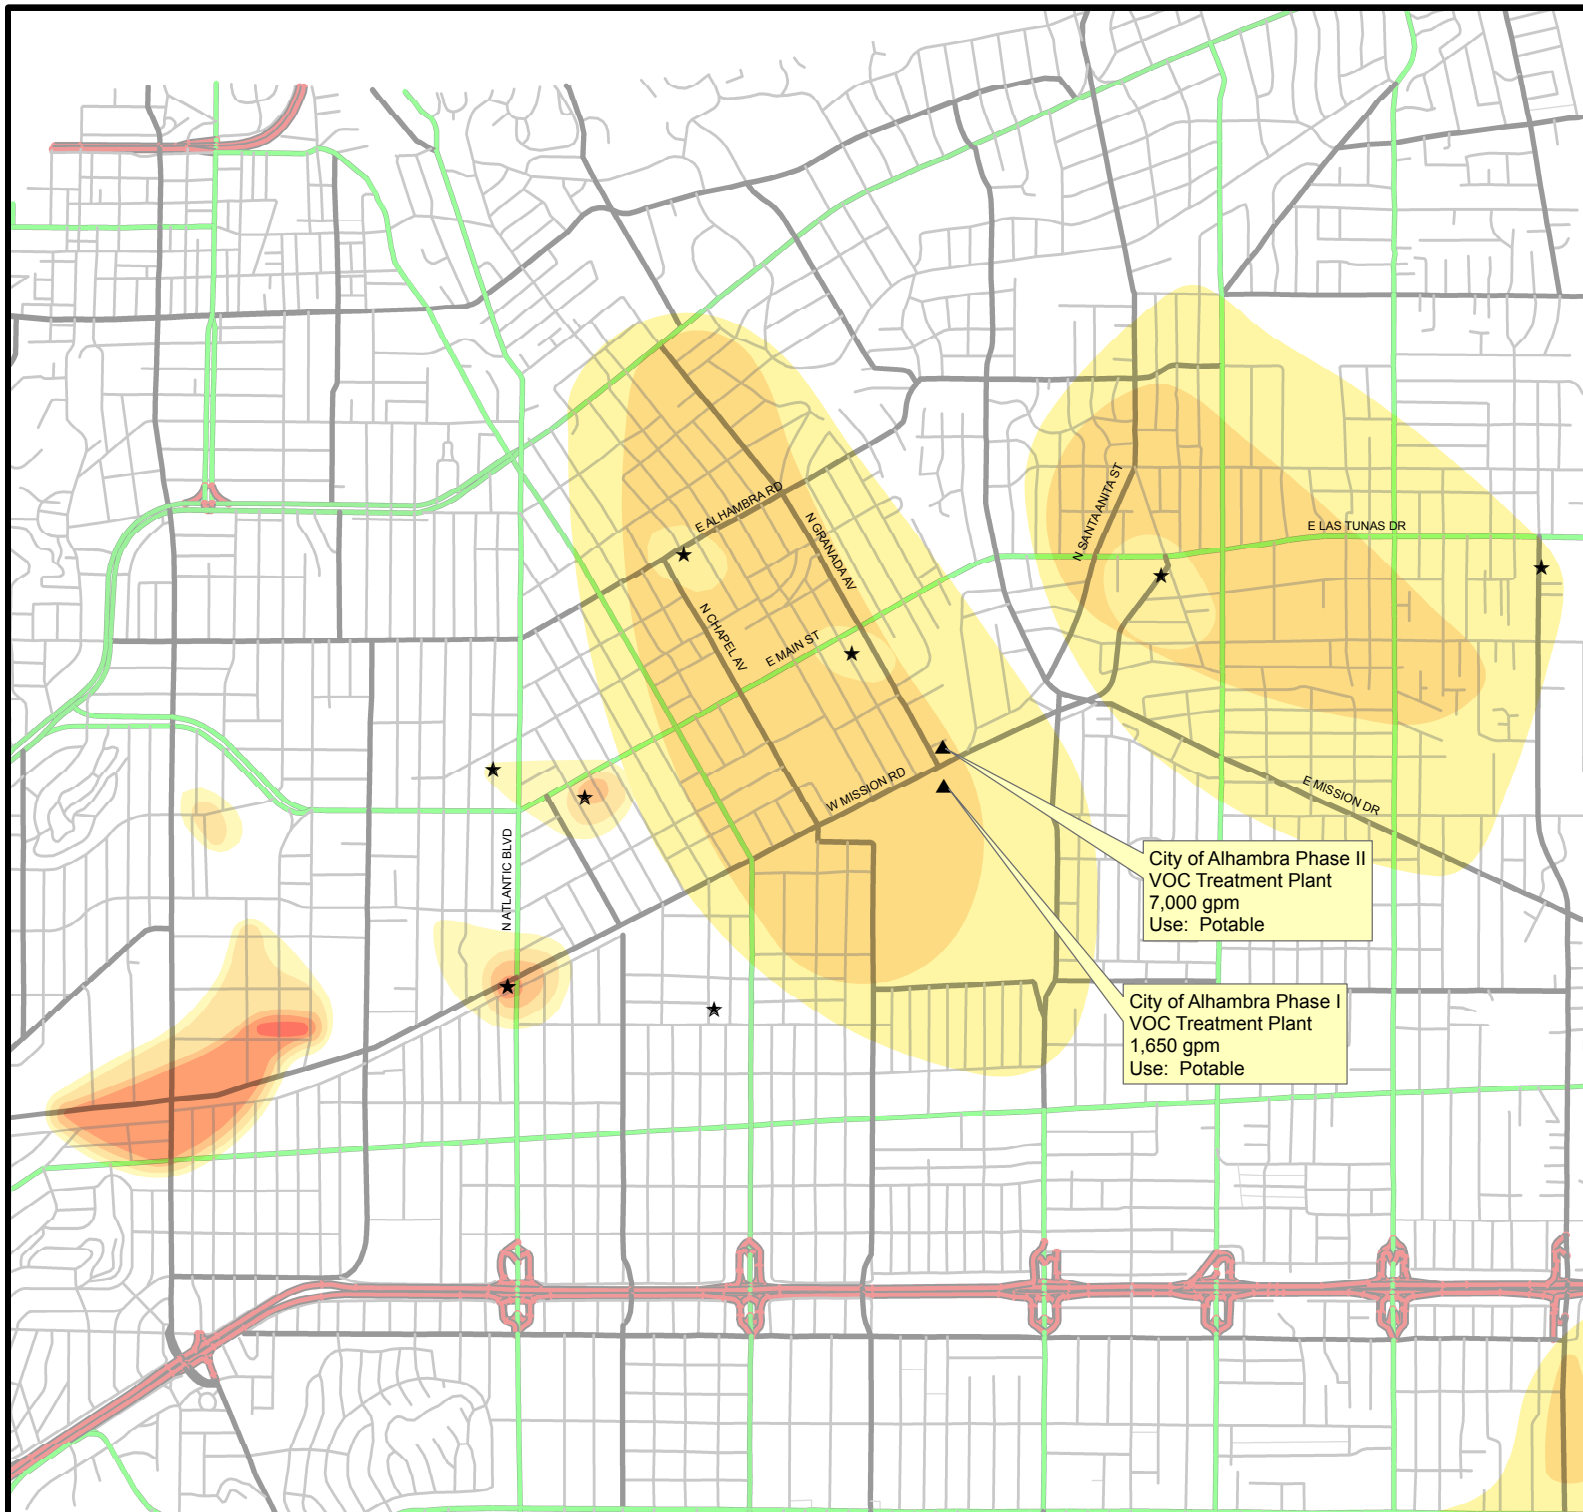 E ALHAMBRA RD
N GRANADA AV
N SANTA ANITA ST
E LAS TUNAS DR
N CHAPEL AV
E MAIN ST
W MISSION RD
E MISSION DR
N ATLANTIC BLVD
City of Alhambra Phase II
VOC Treatment Plant
7,000 gpm
Use: Potable
City of Alhambra Phase I
VOC Treatment Plant
1,650 gpm
Use: Potable